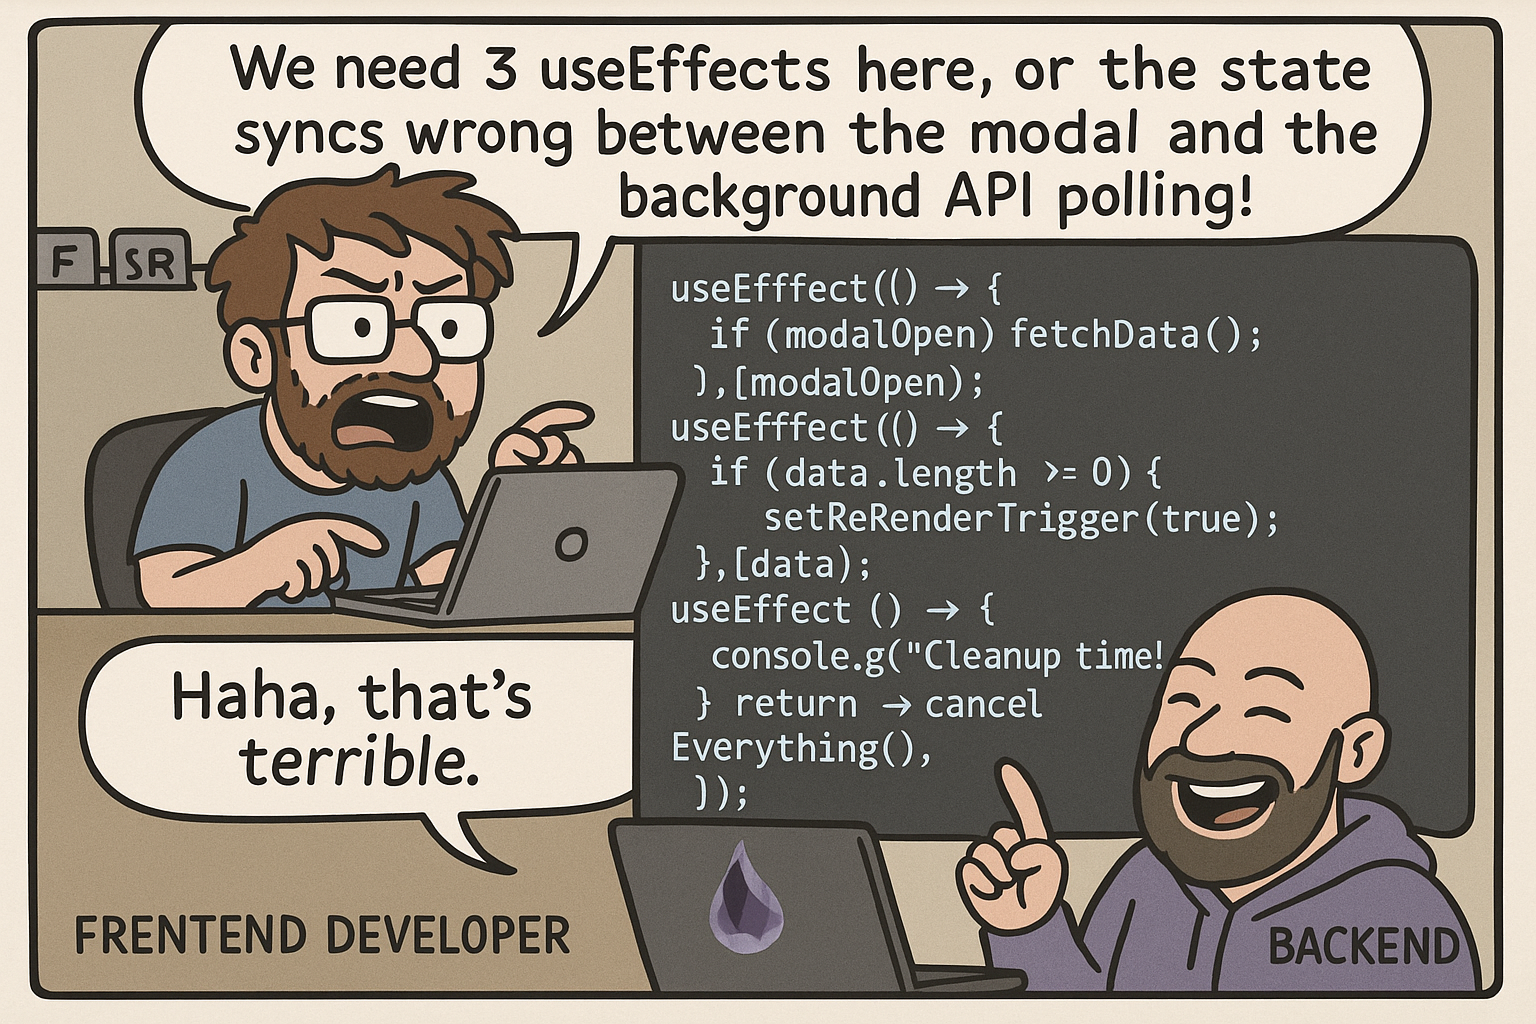 We need 3 useEffects here, or the state
syncs wrong between the modal and the
background API polling!
F SR
useEfffect(() → {
if (modalOpen) fetchData();
),[modalOpen);
useEfffect(() → {
if (data.length >= 0) {
setReRenderTrigger(true);
},[data);
useEffect () → {
console.g("Cleanup time!
} return → cancel
Everything(),
]);
Haha, that's
terrible.
FRENTEND DEVELOPER
BACKEND